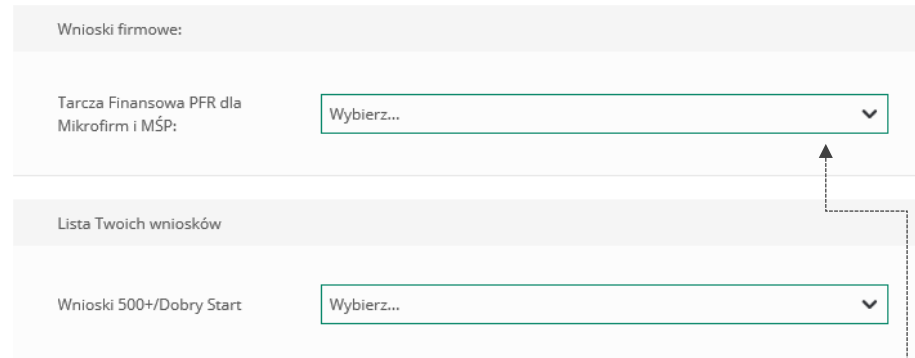 Wnioski firmowe:
Tarcza Finansowa PFR dla
Mikrofirm i MŚP:
Wybierz...
Lista Twoich wniosków
Wnioski 500+/Dobry Start
Wybierz...